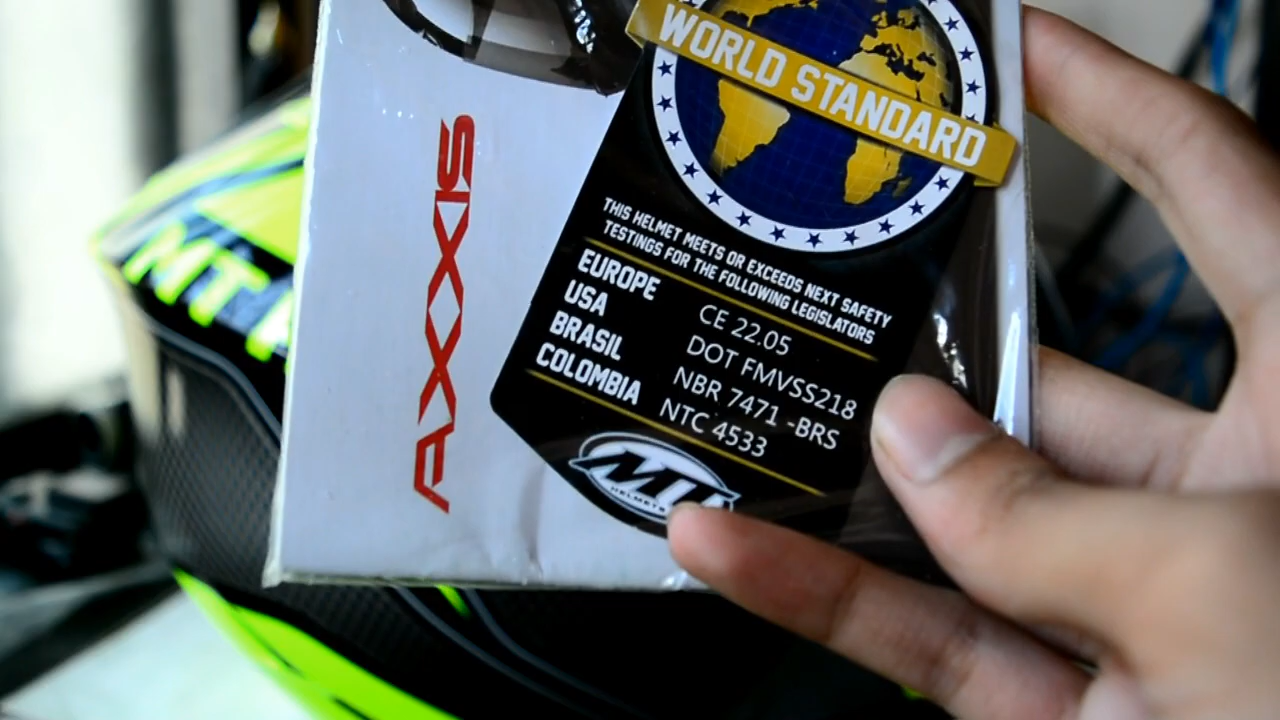 WORLD STANDARD
AXXIS
THIS HELMET MEETS OR EXCEEDS NEXT SAFETY
TESTINGS FOR THE FOLLOWING LEGISLATORS
EUROPE CE 22.05
USA DOT FMVSS218
BRASIL NBR 7471 -BRS
COLOMBIA NTC 4533
MT
HELMETS
MT